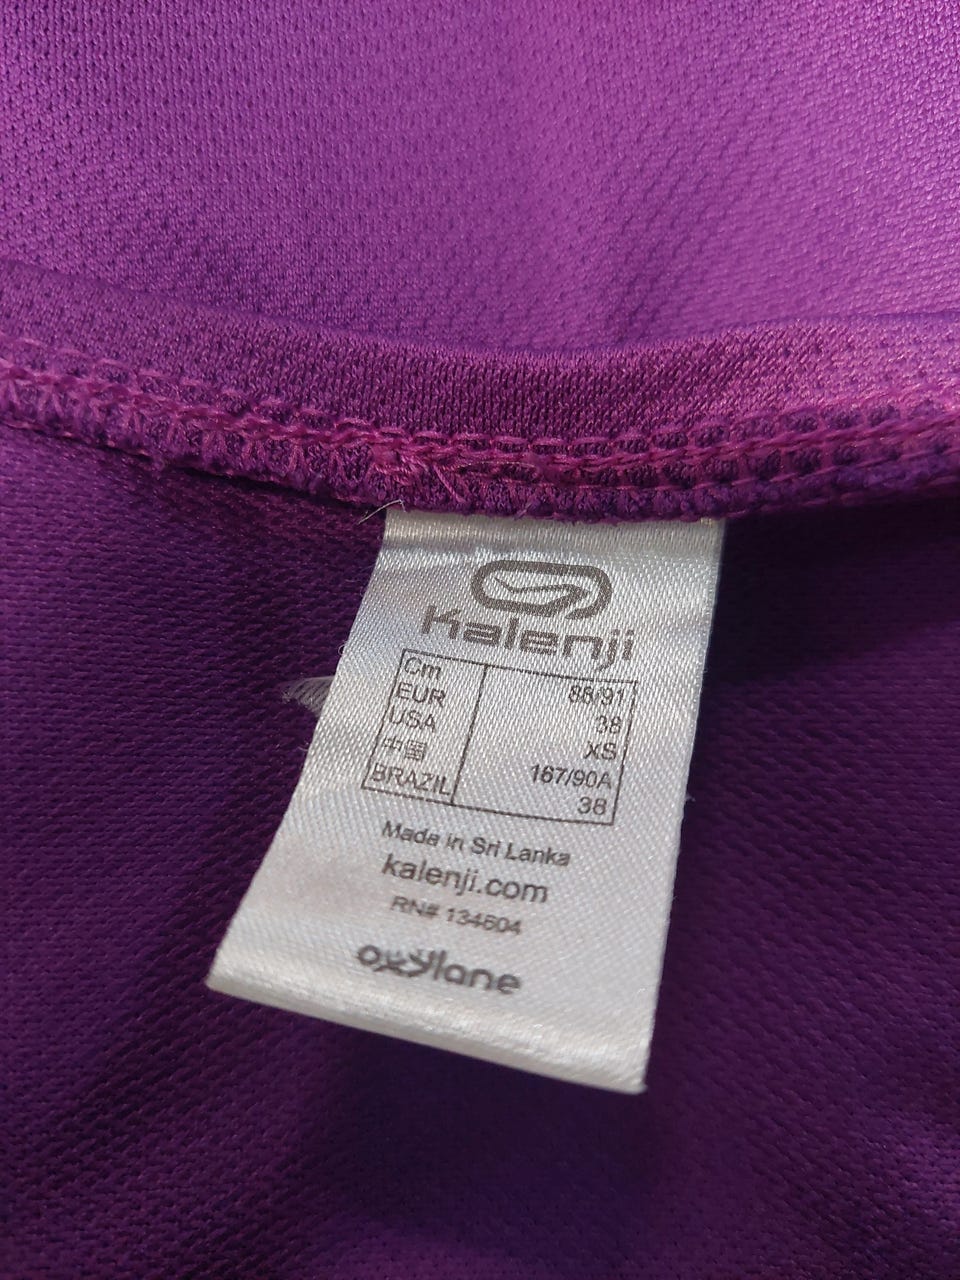 Kalenji
Cm 88/91
EUR 38
USA XS
中国 167/90A
BRAZIL 38
Made in Sri Lanka
kalenji.com
RN# 134604
oxylane